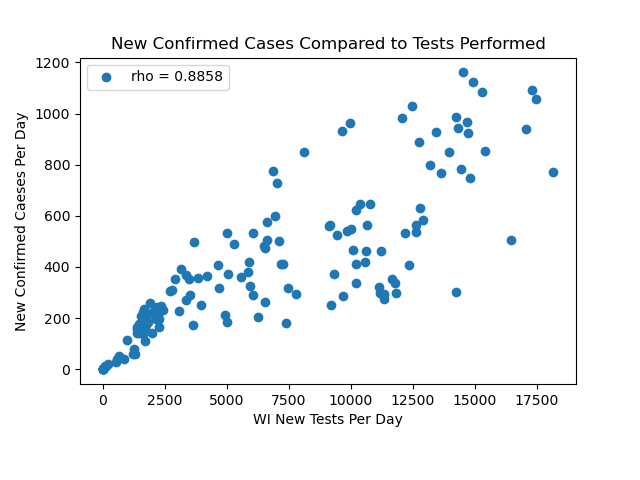 New Confirmed Cases Compared to Tests Performed
rho = 0.8858
1200
1000
800
600
400
200
0
New Confirmed Caeses Per Day
0 2500 5000 7500 10000 12500 15000 17500
WI New Tests Per Day